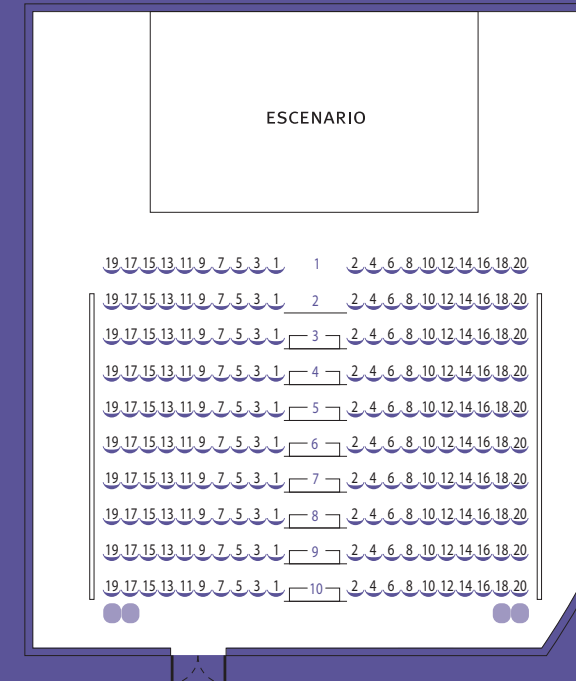 ESCENARIO
19 17 15 13 11 9 7 5 3 1 1 2 4 6 8 10 12 14 16 18 20
19 17 15 13 11 9 7 5 3 1 2 2 4 6 8 10 12 14 16 18 20
19 17 15 13 11 9 7 5 3 1 3 2 4 6 8 10 12 14 16 18 20
19 17 15 13 11 9 7 5 3 1 4 2 4 6 8 10 12 14 16 18 20
19 17 15 13 11 9 7 5 3 1 5 2 4 6 8 10 12 14 16 18 20
19 17 15 13 11 9 7 5 3 1 6 2 4 6 8 10 12 14 16 18 20
19 17 15 13 11 9 7 5 3 1 7 2 4 6 8 10 12 14 16 18 20
19 17 15 13 11 9 7 5 3 1 8 2 4 6 8 10 12 14 16 18 20
19 17 15 13 11 9 7 5 3 1 9 2 4 6 8 10 12 14 16 18 20
19 17 15 13 11 9 7 5 3 1 10 2 4 6 8 10 12 14 16 18 20